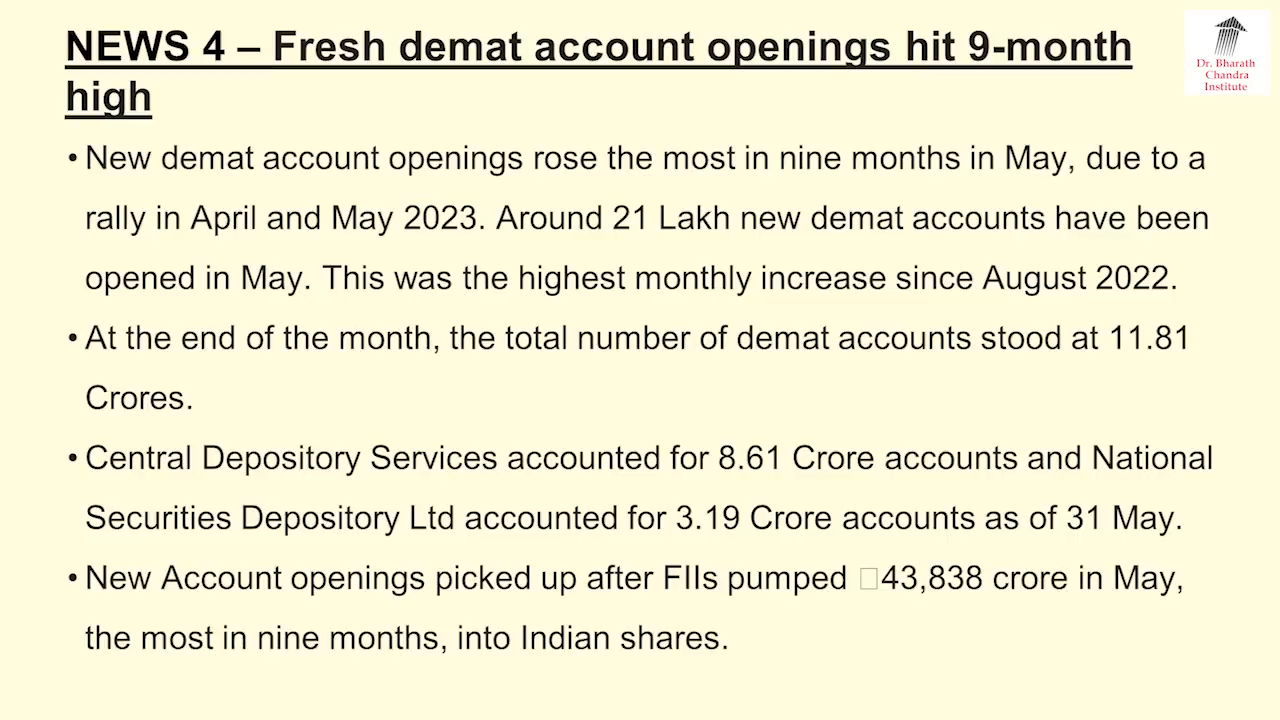 NEWS 4 – Fresh demat account openings hit 9-month
high
Dr. Bharath
Chandra
Institute
• New demat account openings rose the most in nine months in May, due to a
rally in April and May 2023. Around 21 Lakh new demat accounts have been
opened in May. This was the highest monthly increase since August 2022.
• At the end of the month, the total number of demat accounts stood at 11.81
Crores.
• Central Depository Services accounted for 8.61 Crore accounts and National
Securities Depository Ltd accounted for 3.19 Crore accounts as of 31 May.
• New Account openings picked up after FIIs pumped □43,838 crore in May,
the most in nine months, into Indian shares.